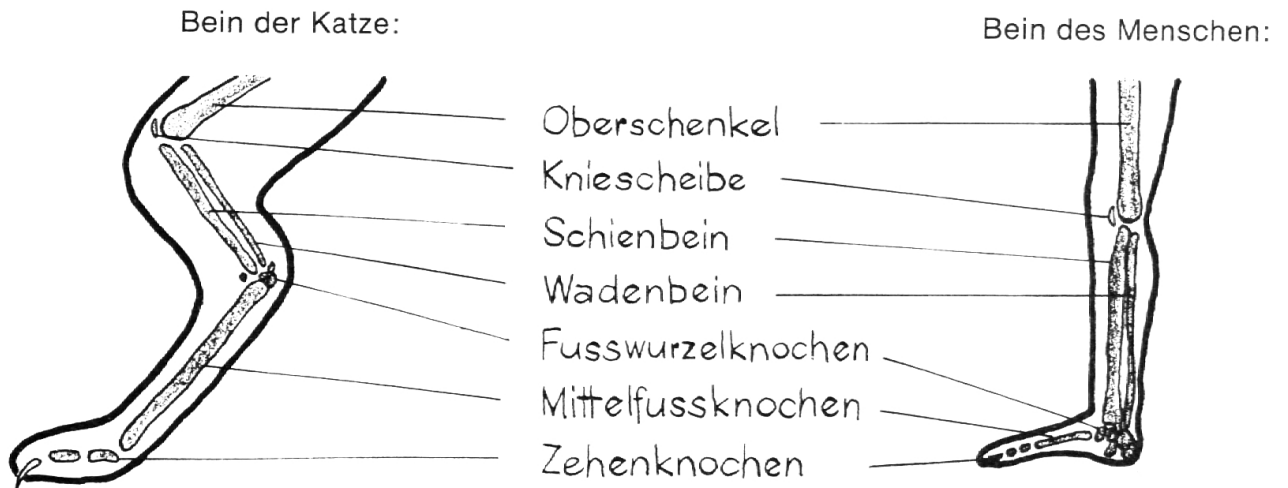 Bein der Katze:
Bein des Menschen:
Oberschenkel
Kniescheibe
Schienbein
Wadenbein
Fusswurzelknochen
Mittelfussknochen
Zehenknochen